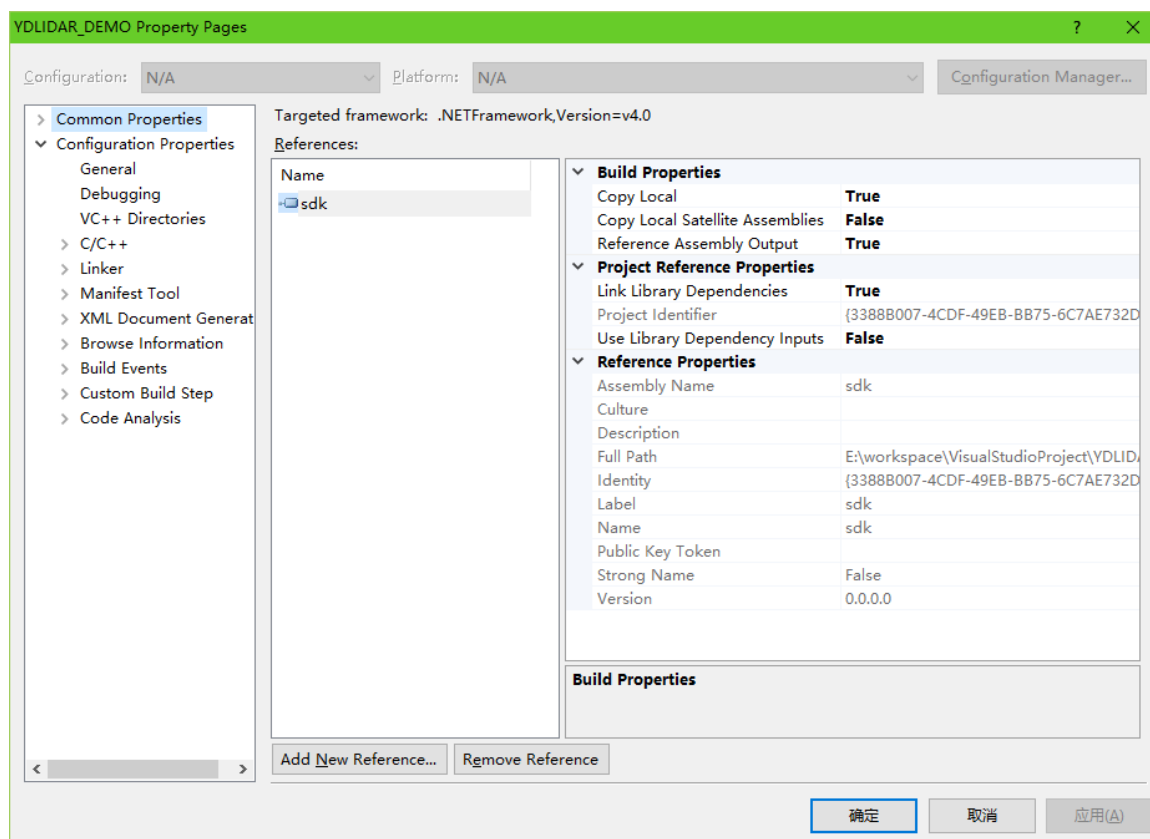 YDLIDAR_DEMO Property Pages ?
Configuration: N/A Platform: N/A Configuration Manager...
Common Properties
Configuration Properties
General
Debugging
VC++ Directories
C/C++
Linker
Manifest Tool
XML Document Generat
Browse Information
Build Events
Custom Build Step
Code Analysis
Targeted framework: .NETFramework,Version=v4.0
References:
Name
sdk
Build Properties
Copy Local True
Copy Local Satellite Assemblies False
Reference Assembly Output True
Project Reference Properties
Link Library Dependencies True
Project Identifier {3388B007-4CDF-49EB-BB75-6C7AE732D
Use Library Dependency Inputs False
Reference Properties
Assembly Name sdk
Culture
Description
Full Path E:\workspace\VisualStudioProject\YDLID
Identity {3388B007-4CDF-49EB-BB75-6C7AE732D
Label sdk
Name sdk
Public Key Token
Strong Name False
Version 0.0.0.0
Build Properties
Add New Reference... Remove Reference
确定 取消 应用(A)